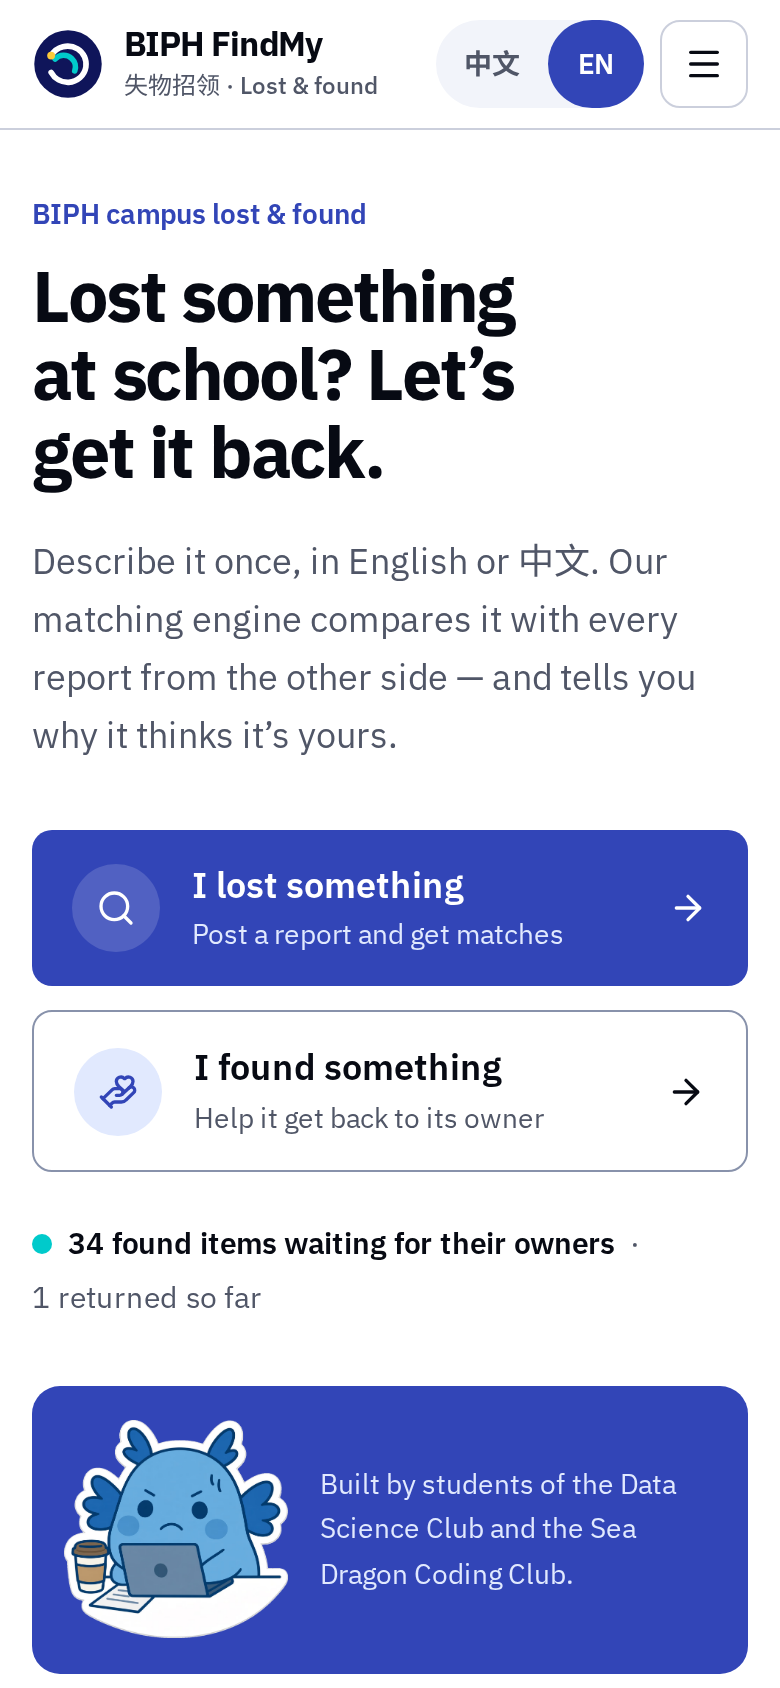 BIPH FindMy
失物招领 · Lost & found
中文
EN
BIPH campus lost & found
Lost something
at school? Let’s
get it back.
Describe it once, in English or 中文. Our
matching engine compares it with every
report from the other side — and tells you
why it thinks it’s yours.
I lost something
Post a report and get matches
I found something
Help it get back to its owner
34 found items waiting for their owners ·
1 returned so far
Built by students of the Data
Science Club and the Sea
Dragon Coding Club.